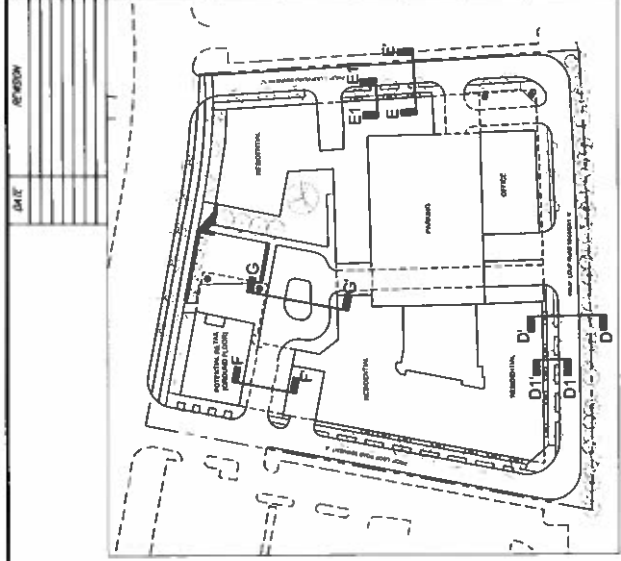 DATE
REVISION
E'
E1'
E1
E
RESIDENTIAL
PARKING
OFFICE
G
G'
POTENTIAL RETAIL
(GROUND FLOOR)
F
F'
RESIDENTIAL
RESIDENTIAL
D'
D1'
D1
D